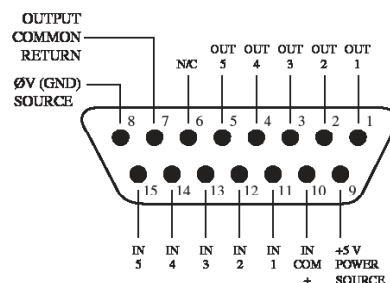 OUTPUT
COMMON
RETURN
ØV (GND)
SOURCE
N/C
OUT
5
OUT
4
OUT
3
OUT
2
OUT
1
8 7 6 5 4 3 2 1
15 14 13 12 11 10 9
IN
5
IN
4
IN
3
IN
2
IN
1
IN
COM
+
+5 V
POWER
SOURCE